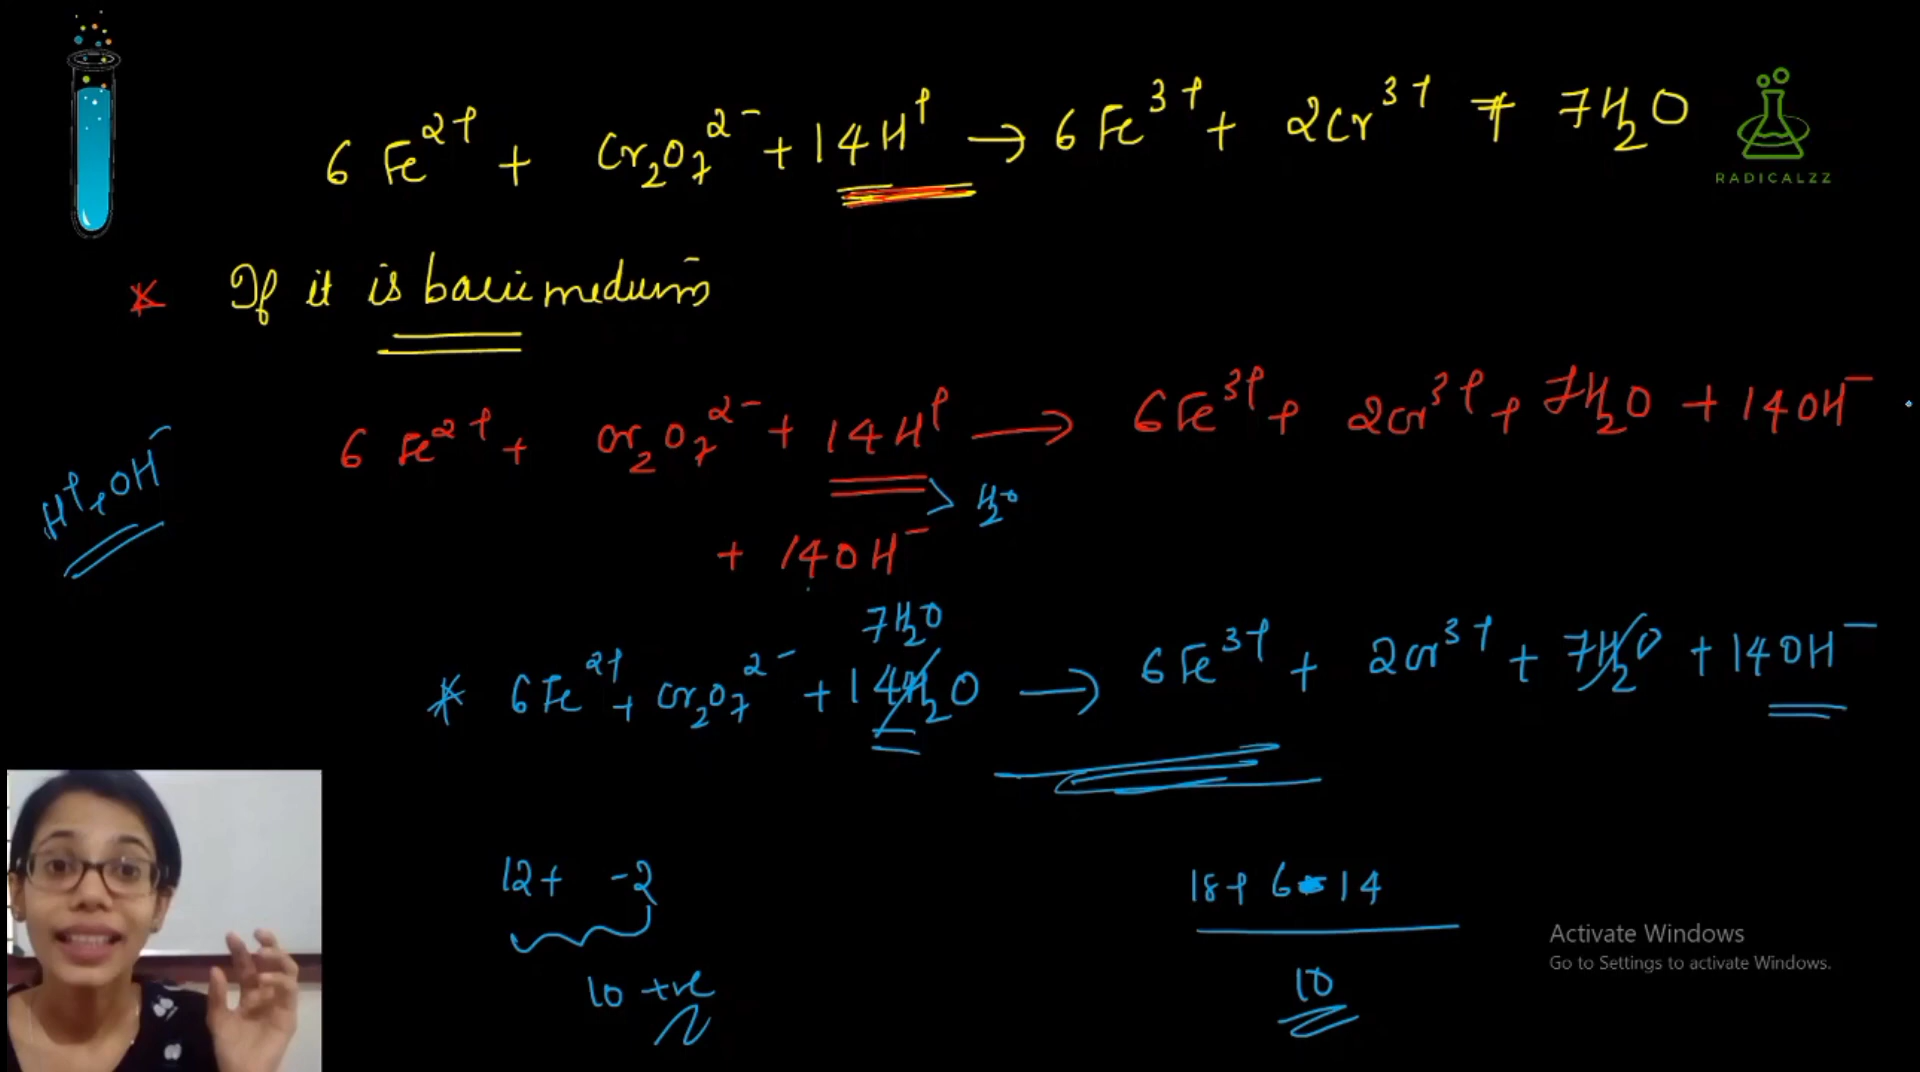 6 Fe²⁺ + Cr₂O₇²⁻ + 14H⁺ → 6Fe³⁺ + 2Cr³⁺ + 7H₂O
RADICALZZ
* If it is basic medium
6 Fe²⁺ + Cr₂O₇²⁻ + 14H⁺ → 6Fe³⁺ + 2Cr³⁺ + 7H₂O + 14OH⁻
H⁺, OH⁻
H₂O
+ 14OH⁻
7H₂O
* 6Fe²⁺ + Cr₂O₇²⁻ + 14H₂O → 6Fe³⁺ + 2Cr³⁺ + 7H₂O + 14OH⁻
12+ -2
18+ 6-14
10 +ve
10
Activate Windows
Go to Settings to activate Windows.